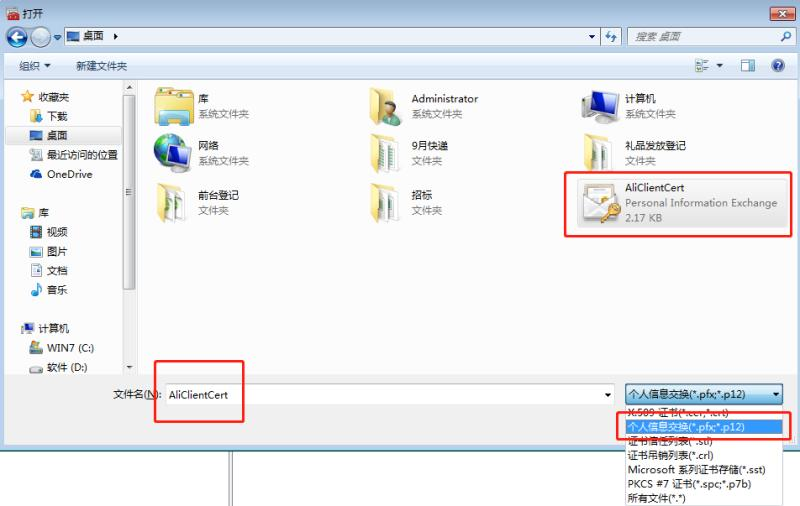 打开
桌面
搜索 桌面
组织
新建文件夹
收藏夹
下载
桌面
最近访问的位置
OneDrive
库
视频
图片
文档
音乐
计算机
WIN7 (C:)
软件 (D:)
库
系统文件夹
Administrator
系统文件夹
计算机
系统文件夹
网络
系统文件夹
9月快递
文件夹
礼品发放登记
文件夹
前台登记
文件夹
招标
文件夹
AliClientCert
Personal Information Exchange
2.17 KB
文件名(N):
AliClientCert
个人信息交换(*.pfx;*.p12)
X.509 证书(*.cer;*.crt)
个人信息交换(*.pfx;*.p12)
证书信任列表(*.stl)
证书吊销列表(*.crl)
Microsoft 系列证书存储(*.sst)
PKCS #7 证书(*.spc;*.p7b)
所有文件(*.*)